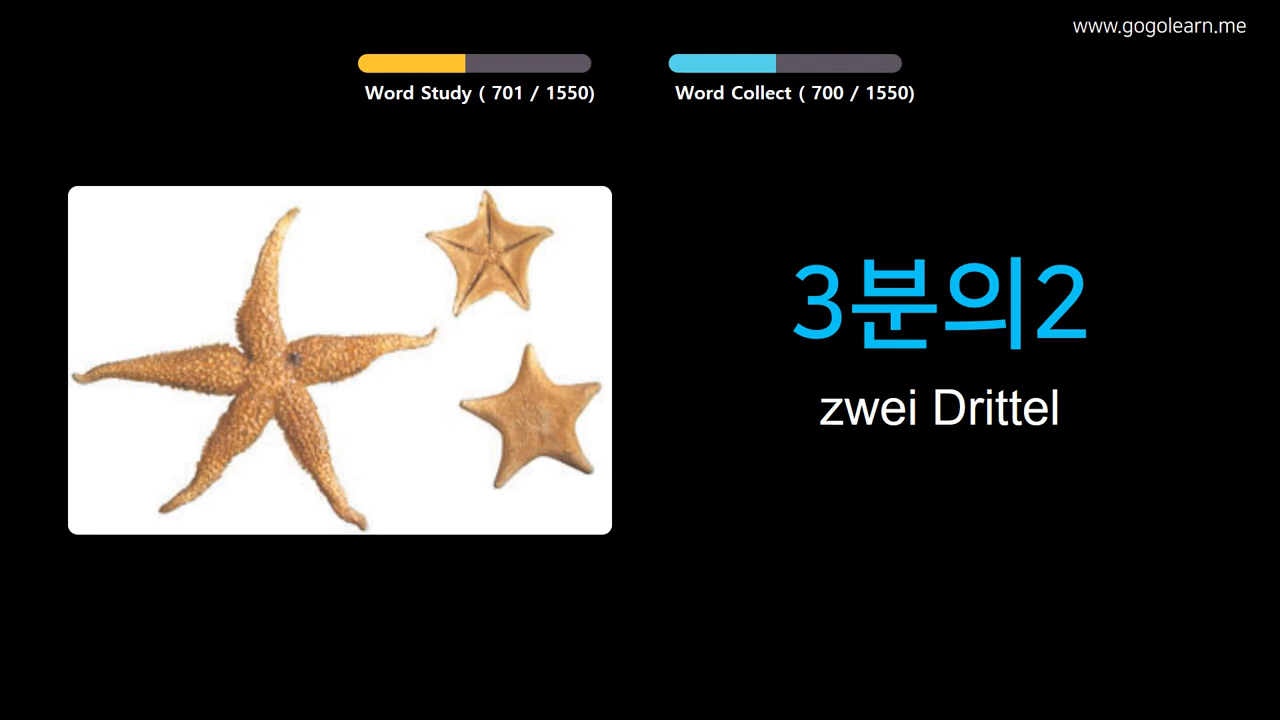 www.gogolearn.me
Word Study ( 701 / 1550)
Word Collect ( 700 / 1550)
3분의2
zwei Drittel